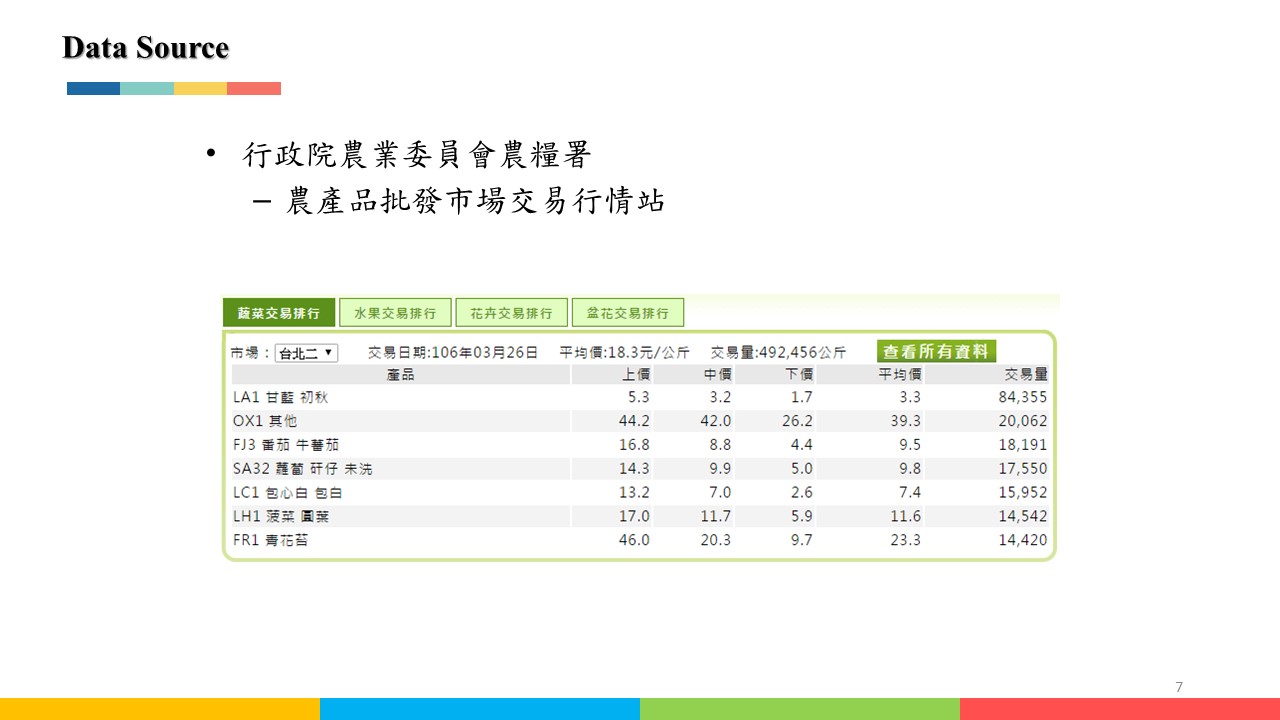 Data Source
• 行政院農業委員會農糧署
– 農產品批發市場交易行情站
蔬菜交易排行 水果交易排行 花卉交易排行 盆花交易排行
市場: 台北二 ▼ 交易日期:106年03月26日 平均價:18.3元/公斤 交易量:492,456公斤 查看所有資料
產品 上價 中價 下價 平均價 交易量
LA1 甘藍 初秋 5.3 3.2 1.7 3.3 84,355
OX1 其他 44.2 42.0 26.2 39.3 20,062
FJ3 番茄 牛蕃茄 16.8 8.8 4.4 9.5 18,191
SA32 蘿蔔 研仔 未洗 14.3 9.9 5.0 9.8 17,550
LC1 包心白 包白 13.2 7.0 2.6 7.4 15,952
LH1 菠菜 圓葉 17.0 11.7 5.9 11.6 14,542
FR1 青花苔 46.0 20.3 9.7 23.3 14,420
7